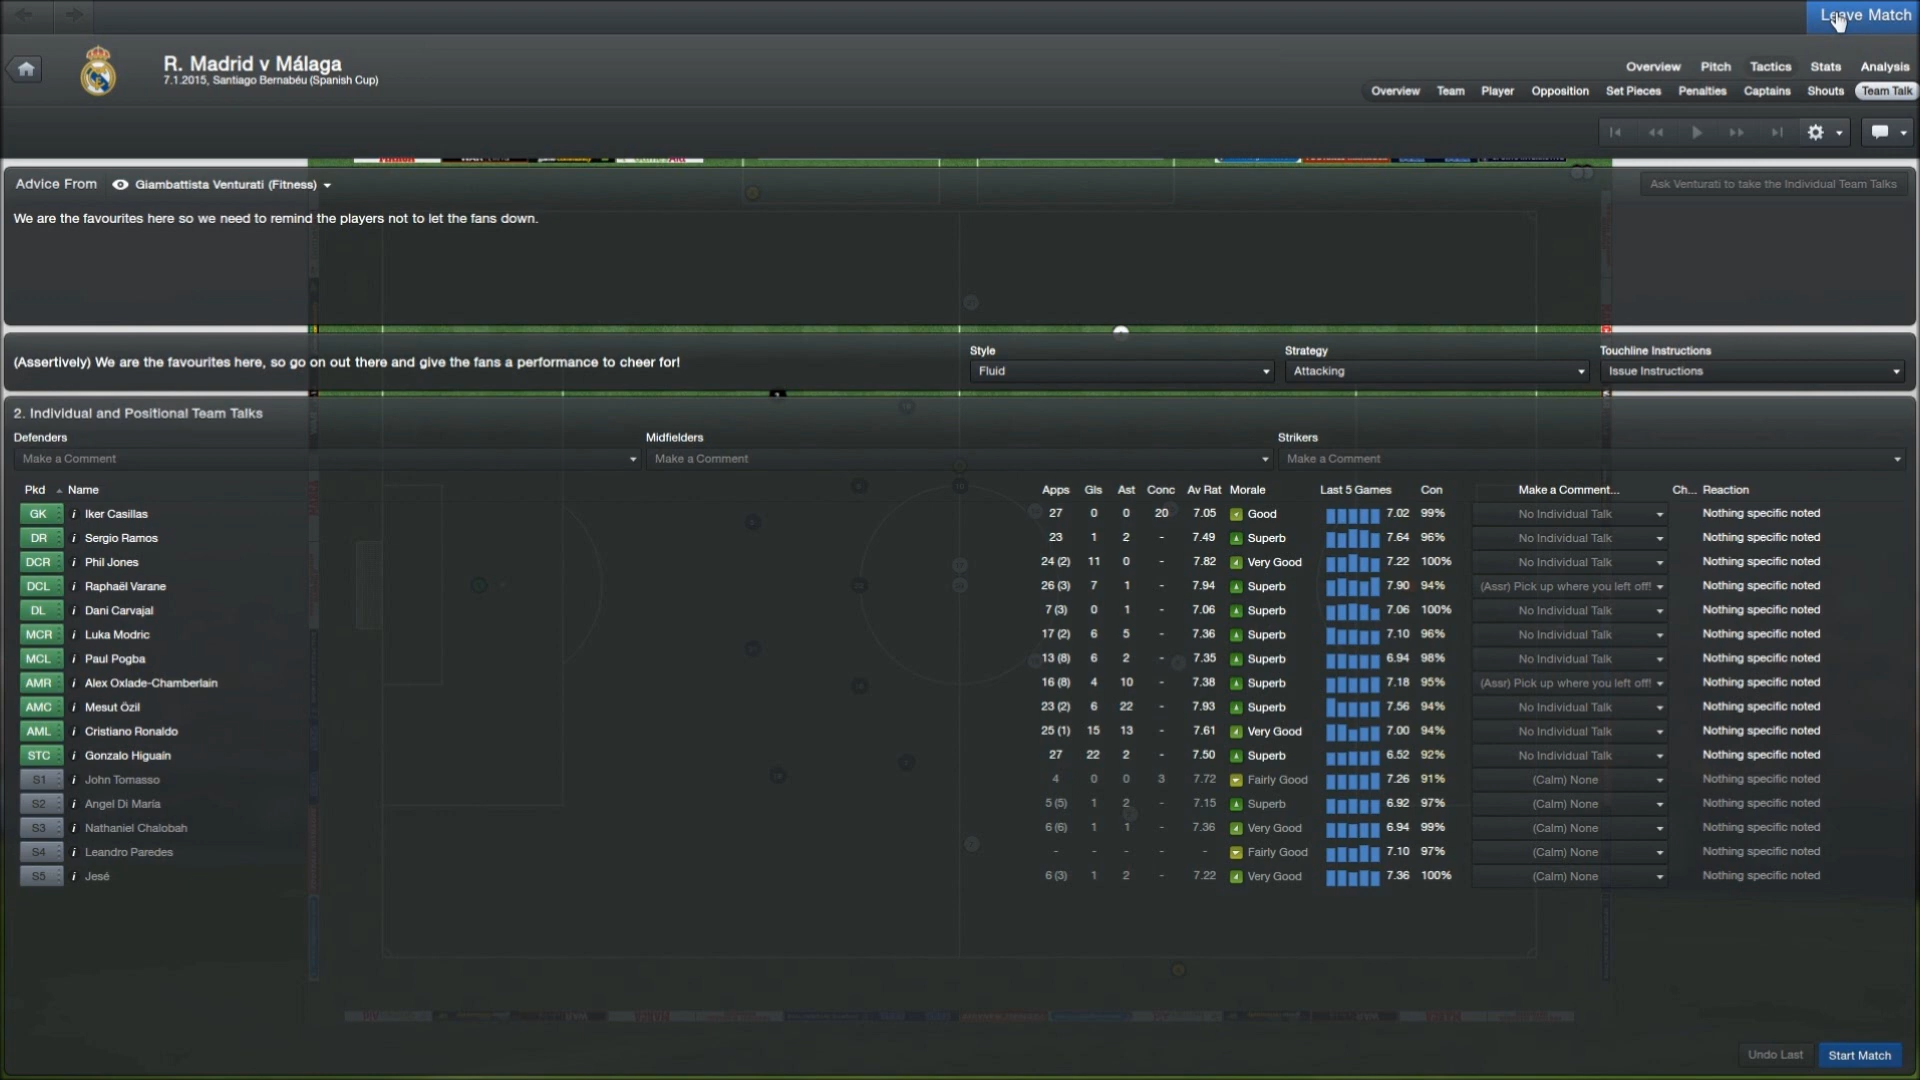 Leave Match
R. Madrid v Málaga
7.1.2015, Santiago Bernabéu (Spanish Cup)
Overview Pitch Tactics Stats Analysis
Overview Team Player Opposition Set Pieces Penalties Captains Shouts Team Talk
Advice From Giambattista Venturati (Fitness) Ask Venturati to take the Individual Team Talks
We are the favourites here so we need to remind the players not to let the fans down.
(Assertively) We are the favourites here, so go on out there and give the fans a performance to cheer for!
Style Strategy Touchline Instructions
Fluid Attacking Issue Instructions
2. Individual and Positional Team Talks
Defenders Midfielders Strikers
Make a Comment Make a Comment Make a Comment
Pkd Name Apps Gls Ast Conc Av Rat Morale Last 5 Games Con Make a Comment... Ch... Reaction
GK i Iker Casillas 27 0 0 20 7.05 Good 7.02 99% No Individual Talk Nothing specific noted
DR i Sergio Ramos 23 1 2 - 7.49 Superb 7.64 96% No Individual Talk Nothing specific noted
DCR i Phil Jones 24 (2) 11 0 - 7.82 Very Good 7.22 100% No Individual Talk Nothing specific noted
DCL i Raphaël Varane 26 (3) 7 1 - 7.94 Superb 7.90 94% (Assr) Pick up where you left off! Nothing specific noted
DL i Dani Carvajal 7 (3) 0 1 - 7.06 Superb 7.06 100% No Individual Talk Nothing specific noted
MCR i Luka Modric 17 (2) 6 5 - 7.36 Superb 7.10 96% No Individual Talk Nothing specific noted
MCL i Paul Pogba 13 (8) 6 2 - 7.35 Superb 6.94 98% No Individual Talk Nothing specific noted
AMR i Alex Oxlade-Chamberlain 16 (8) 4 10 - 7.38 Superb 7.18 95% (Assr) Pick up where you left off! Nothing specific noted
AMC i Mesut Özil 23 (2) 6 22 - 7.93 Superb 7.56 94% No Individual Talk Nothing specific noted
AML i Cristiano Ronaldo 25 (1) 15 13 - 7.61 Very Good 7.00 94% No Individual Talk Nothing specific noted
STC i Gonzalo Higuaín 27 22 2 - 7.50 Superb 6.52 92% No Individual Talk Nothing specific noted
S1 i John Tomasso 4 0 0 3 7.72 Fairly Good 7.26 91% (Calm) None Nothing specific noted
S2 i Angel Di María 5 (5) 1 2 - 7.15 Superb 6.92 97% (Calm) None Nothing specific noted
S3 i Nathaniel Chalobah 6 (6) 1 1 - 7.36 Very Good 6.94 99% (Calm) None Nothing specific noted
S4 i Leandro Paredes - - - - - Fairly Good 7.10 97% (Calm) None Nothing specific noted
S5 i Jesé 6 (3) 1 2 - 7.22 Very Good 7.36 100% (Calm) None Nothing specific noted
Undo Last Start Match